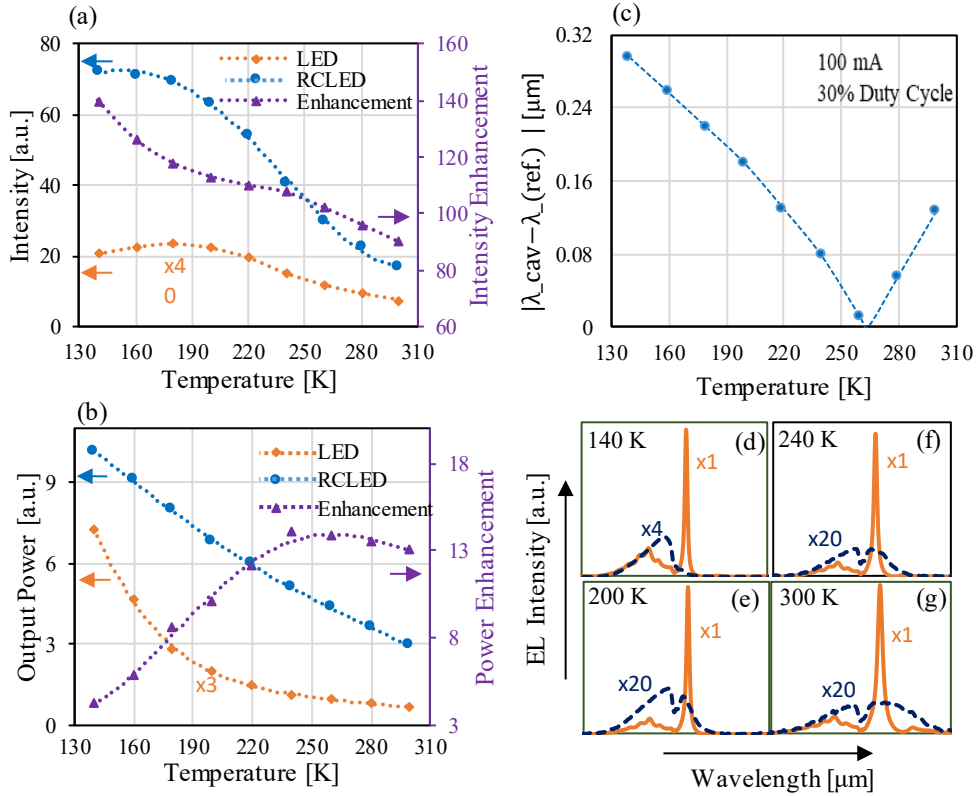 (a)
80
60
40
20
0
Intensity [a.u.]
LED
RCLED
Enhancement
x4
0
160
140
120
100
80
60
Intensity Enhancement
130 160 190 220 250 280 310
Temperature [K]
(b)
9
6
3
0
Output Power [a.u.]
LED
RCLED
Enhancement
x3
18
13
8
3
Power Enhancement
130 160 190 220 250 280 310
Temperature [K]
(c)
0.32
0.24
0.16
0.08
0
|λ_cav−λ_(ref.) | [μm]
100 mA
30% Duty Cycle
130 160 190 220 250 280 310
Temperature [K]
EL Intensity [a.u.]
140 K (d)
x1
x4
240 K (f)
x1
x20
200 K (e)
x1
x20
300 K (g)
x1
x20
Wavelength [μm]